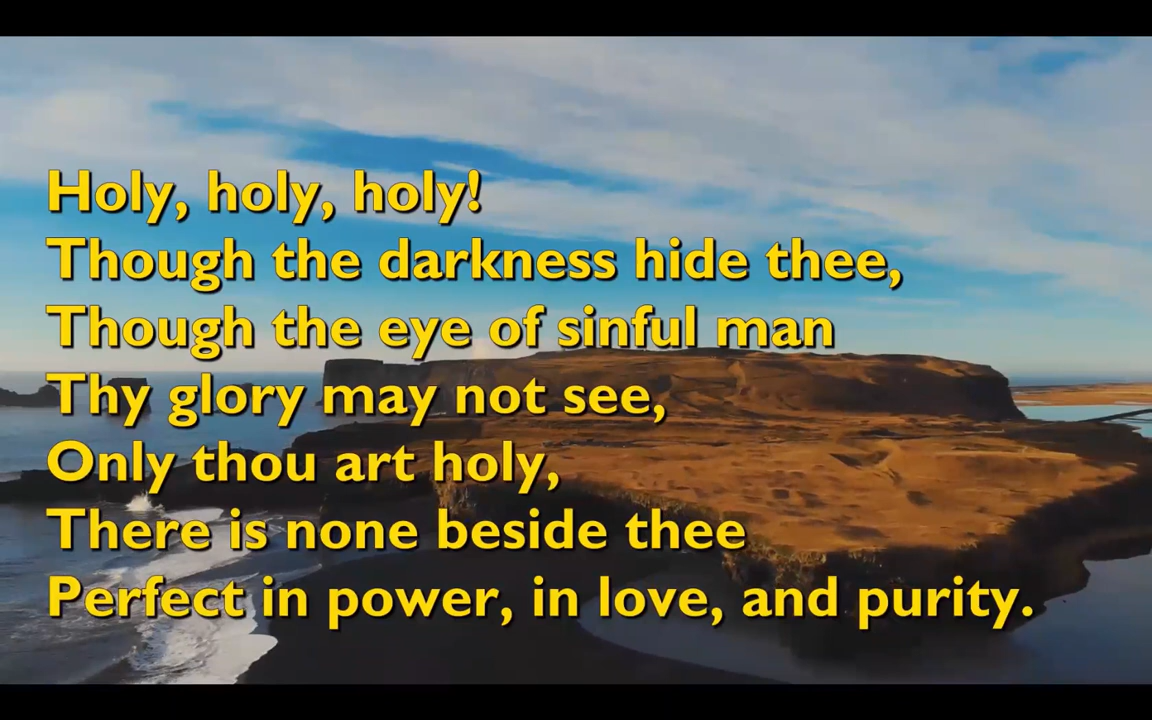 Holy, holy, holy!
Though the darkness hide thee,
Though the eye of sinful man
Thy glory may not see,
Only thou art holy,
There is none beside thee
Perfect in power, in love, and purity.